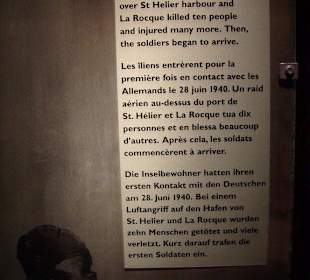 over St Helier harbour and
La Rocque killed ten people
and injured many more. Then,
the soldiers began to arrive.
Les îliens entrèrent pour la
première fois en contact avec les
Allemands le 28 juin 1940. Un raid
aérien au-dessus du port de
St. Hélier et La Rocque tua dix
personnes et en blessa beaucoup
d'autres. Après cela, les soldats
commencèrent à arriver.
Die Inselbewohner hatten ihren
ersten Kontakt mit den Deutschen
am 28. Juni 1940. Bei einem
Luftangriff auf den Hafen von
St. Helier und La Rocque wurden
zehn Menschen getötet und viele
verletzt. Kurz darauf trafen die
ersten Soldaten ein.